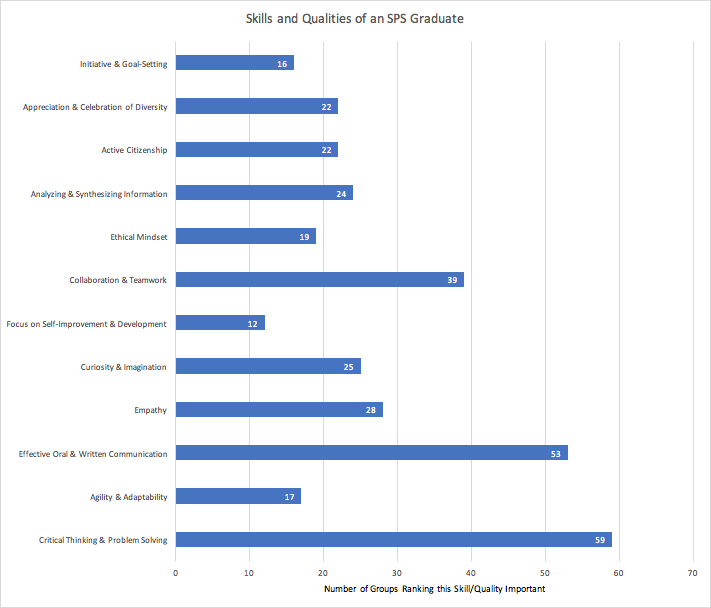 Skills and Qualities of an SPS Graduate
Initiative & Goal-Setting 16
Appreciation & Celebration of Diversity 22
Active Citizenship 22
Analyzing & Synthesizing Information 24
Ethical Mindset 19
Collaboration & Teamwork 39
Focus on Self-Improvement & Development 12
Curiosity & Imagination 25
Empathy 28
Effective Oral & Written Communication 53
Agility & Adaptability 17
Critical Thinking & Problem Solving 59
0 10 20 30 40 50 60 70
Number of Groups Ranking this Skill/Quality Important